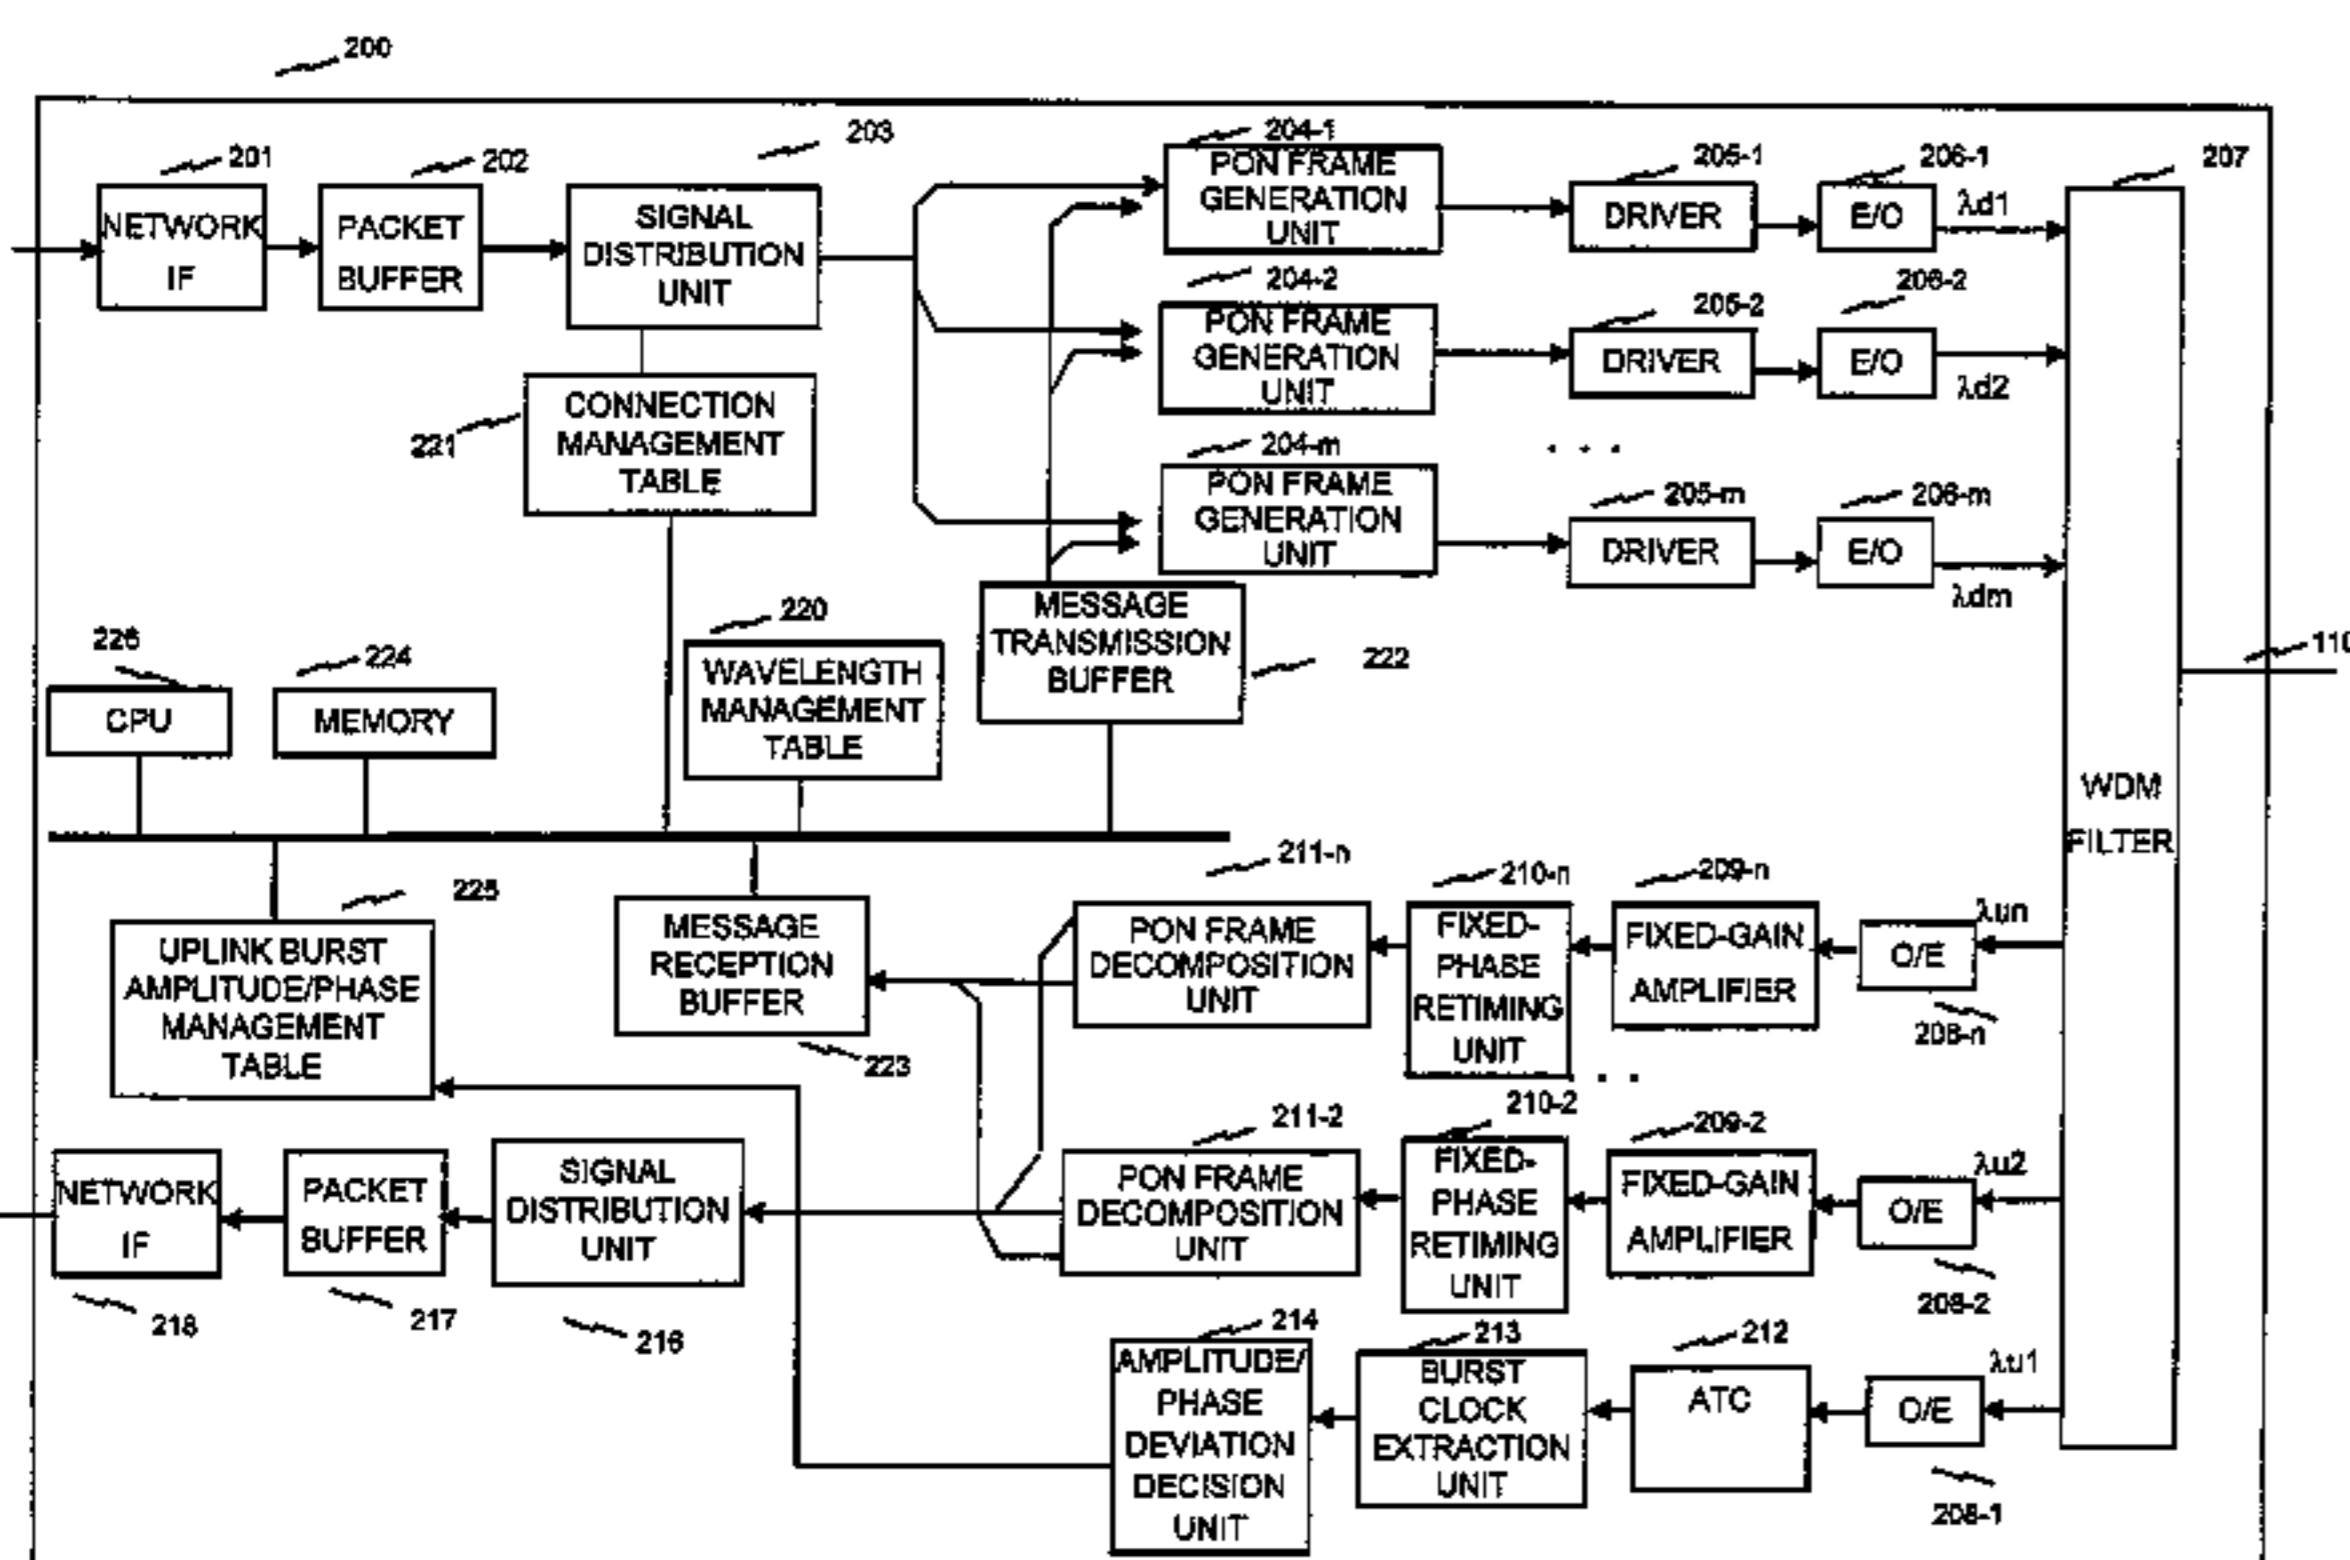 200
201
NETWORK
IF
202
PACKET
BUFFER
203
SIGNAL
DISTRIBUTION
UNIT
204-1
PON FRAME
GENERATION
UNIT
205-1
DRIVER
206-1
E/O
λd1
207
204-2
PON FRAME
GENERATION
UNIT
205-2
DRIVER
206-2
E/O
λd2
221
CONNECTION
MANAGEMENT
TABLE
. . .
204-m
PON FRAME
GENERATION
UNIT
205-m
DRIVER
206-m
E/O
λdm
226
CPU
224
MEMORY
220
WAVELENGTH
MANAGEMENT
TABLE
MESSAGE
TRANSMISSION
BUFFER
222
110
WDM
FILTER
225
UPLINK BURST
AMPLITUDE/PHASE
MANAGEMENT
TABLE
MESSAGE
RECEPTION
BUFFER
223
211-n
PON FRAME
DECOMPOSITION
UNIT
210-n
FIXED-
PHASE
RETIMING
UNIT
209-n
FIXED-GAIN
AMPLIFIER
O/E
λun
208-n
. .
NETWORK
IF
218
PACKET
BUFFER
217
SIGNAL
DISTRIBUTION
UNIT
216
211-2
PON FRAME
DECOMPOSITION
UNIT
210-2
FIXED-
PHASE
RETIMING
UNIT
209-2
FIXED-GAIN
AMPLIFIER
O/E
λu2
208-2
214
AMPLITUDE/
PHASE
DEVIATION
DECISION
UNIT
213
BURST
CLOCK
EXTRACTION
UNIT
212
ATC
O/E
λu1
208-1